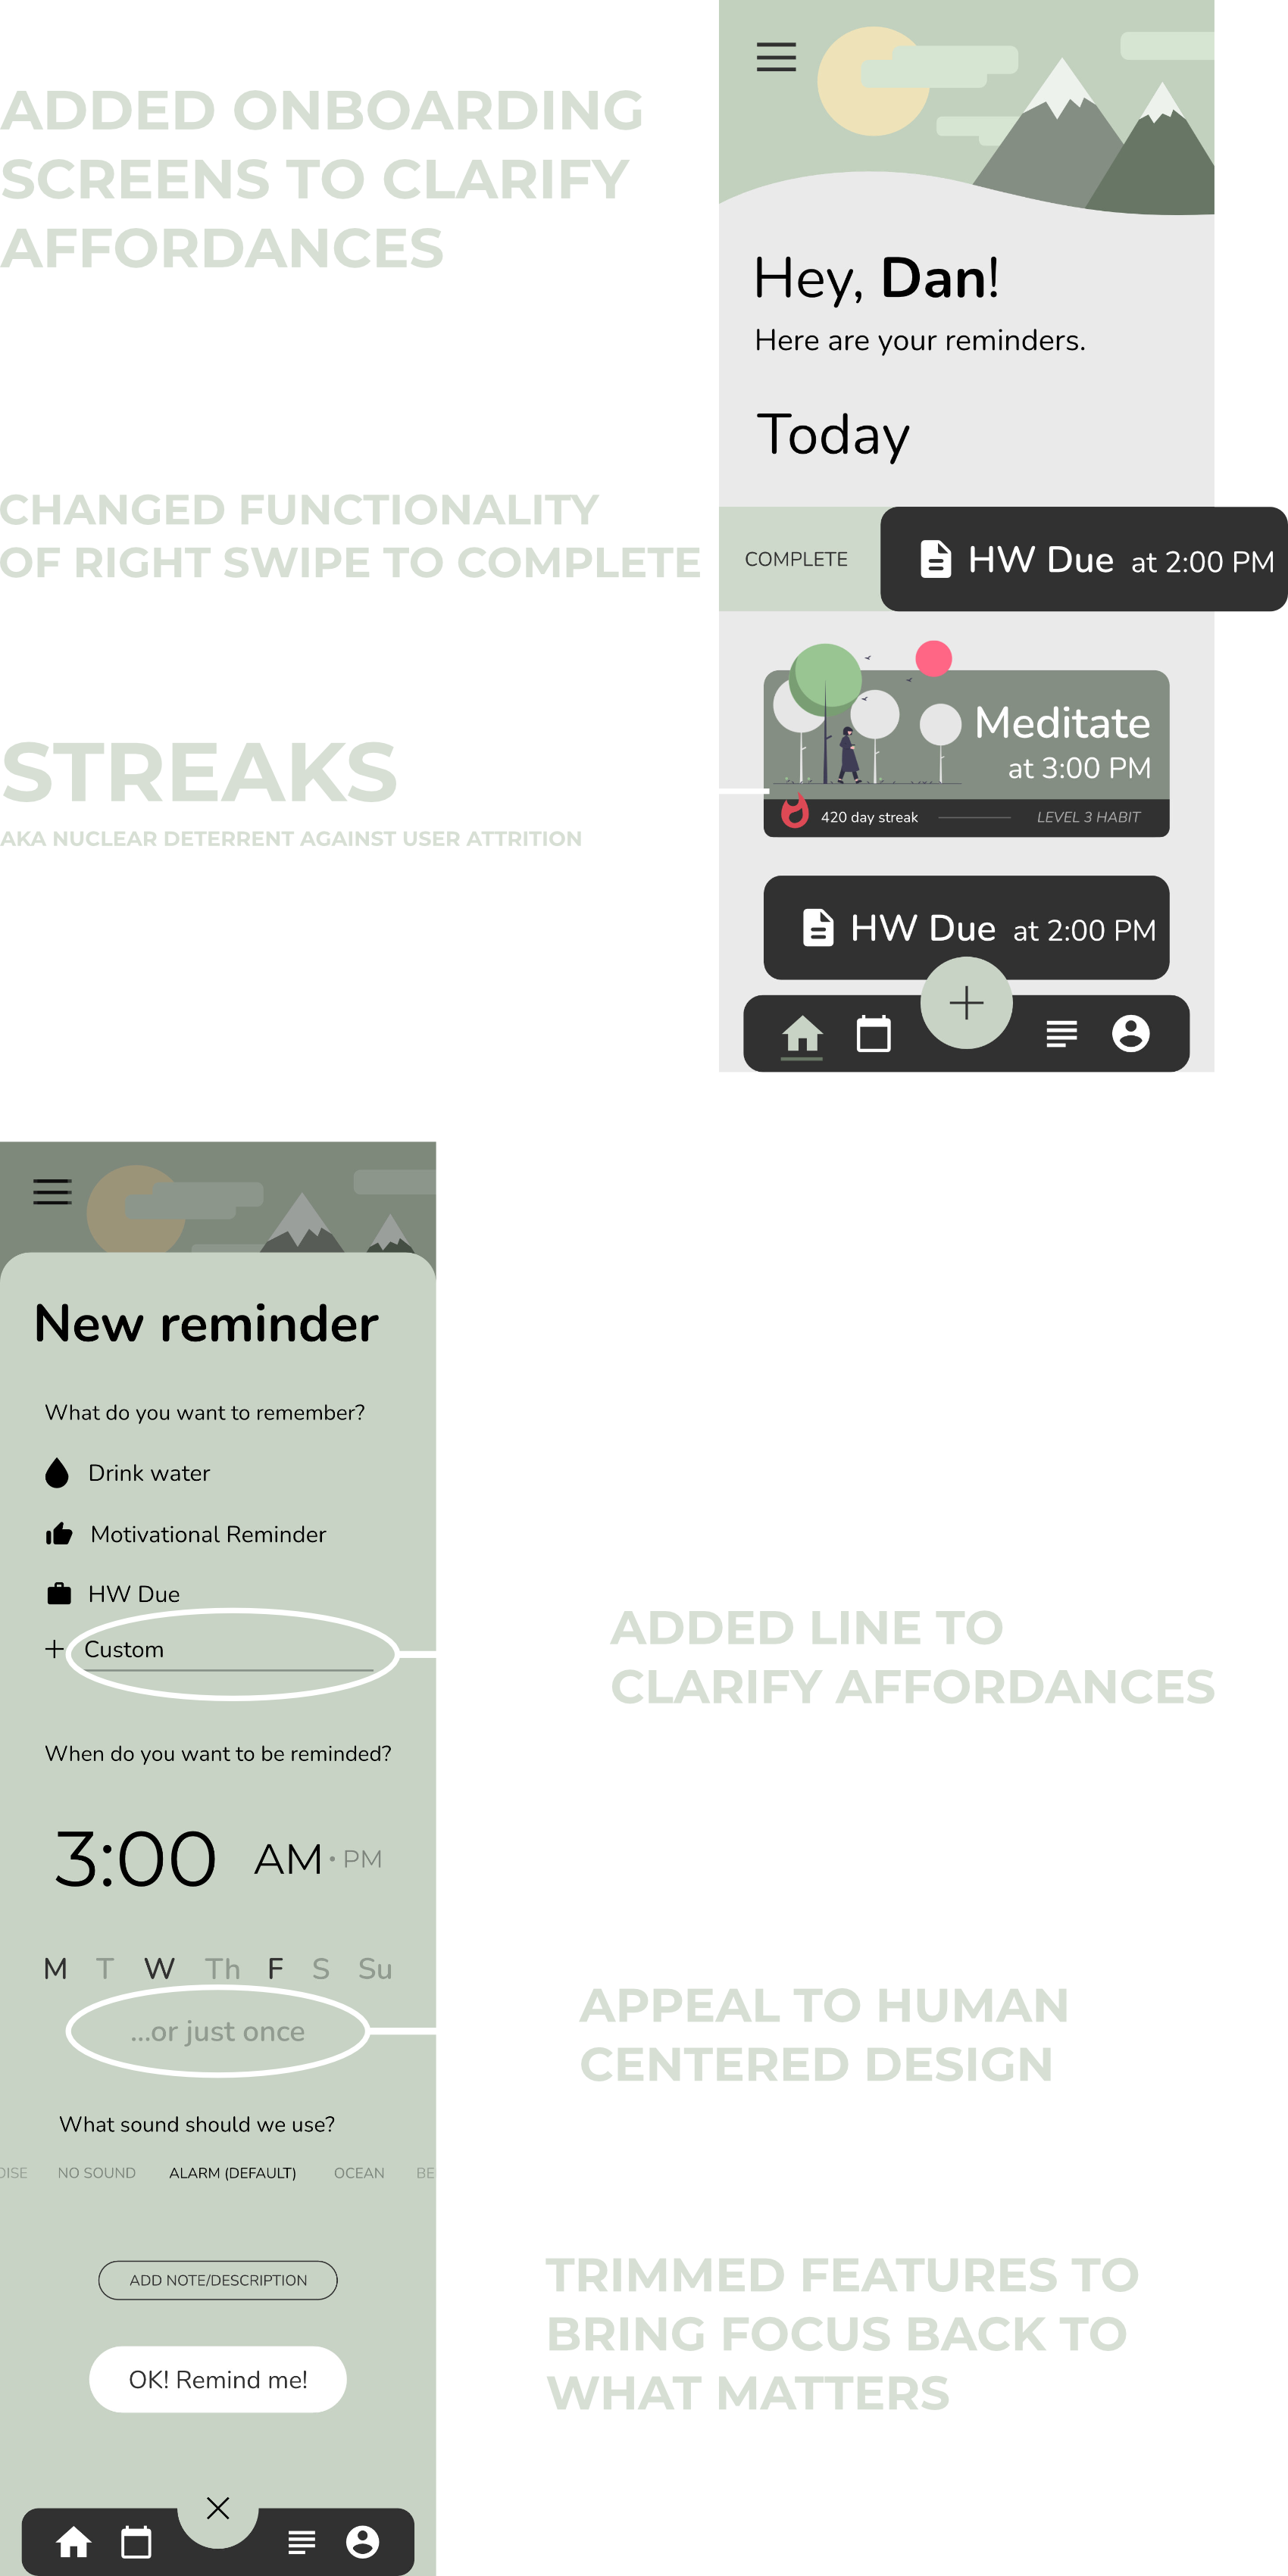 ADDED ONBOARDING
SCREENS TO CLARIFY
AFFORDANCES
Hey, Dan!
Here are your reminders.
Today
CHANGED FUNCTIONALITY
OF RIGHT SWIPE TO COMPLETE
COMPLETE
HW Due at 2:00 PM
STREAKS
AKA NUCLEAR DETERRENT AGAINST USER ATTRITION
Meditate
at 3:00 PM
420 day streak
LEVEL 3 HABIT
HW Due at 2:00 PM
New reminder
What do you want to remember?
Drink water
Motivational Reminder
HW Due
Custom
ADDED LINE TO
CLARIFY AFFORDANCES
When do you want to be reminded?
3:00 AM • PM
M T W Th F S Su
...or just once
APPEAL TO HUMAN
CENTERED DESIGN
What sound should we use?
OISE NO SOUND ALARM (DEFAULT) OCEAN BE
ADD NOTE/DESCRIPTION
OK! Remind me!
TRIMMED FEATURES TO
BRING FOCUS BACK TO
WHAT MATTERS